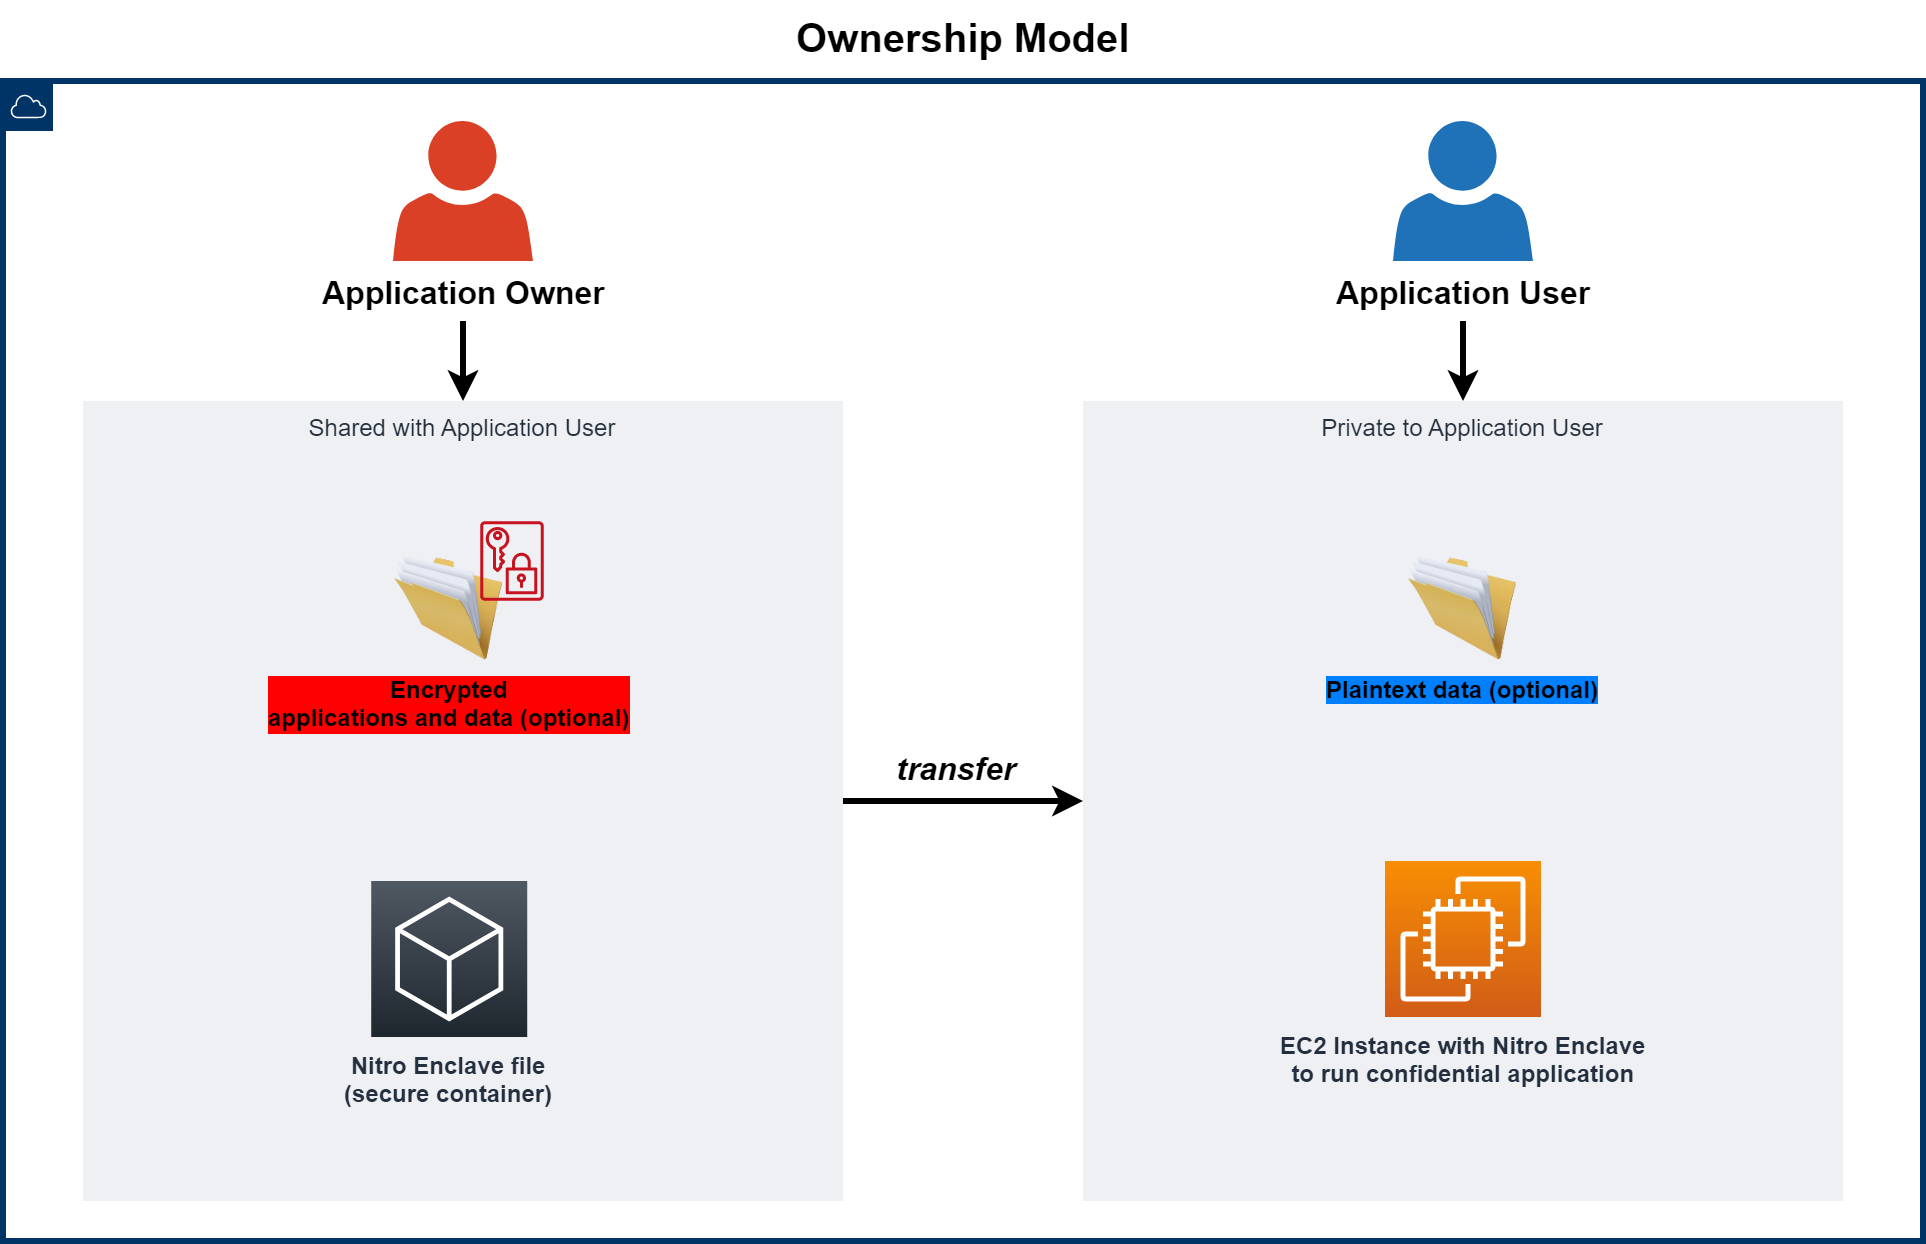 Ownership Model
Application Owner
Application User
Shared with Application User
Private to Application User
Encrypted
applications and data (optional)
Plaintext data (optional)
transfer
Nitro Enclave file
(secure container)
EC2 Instance with Nitro Enclave
to run confidential application